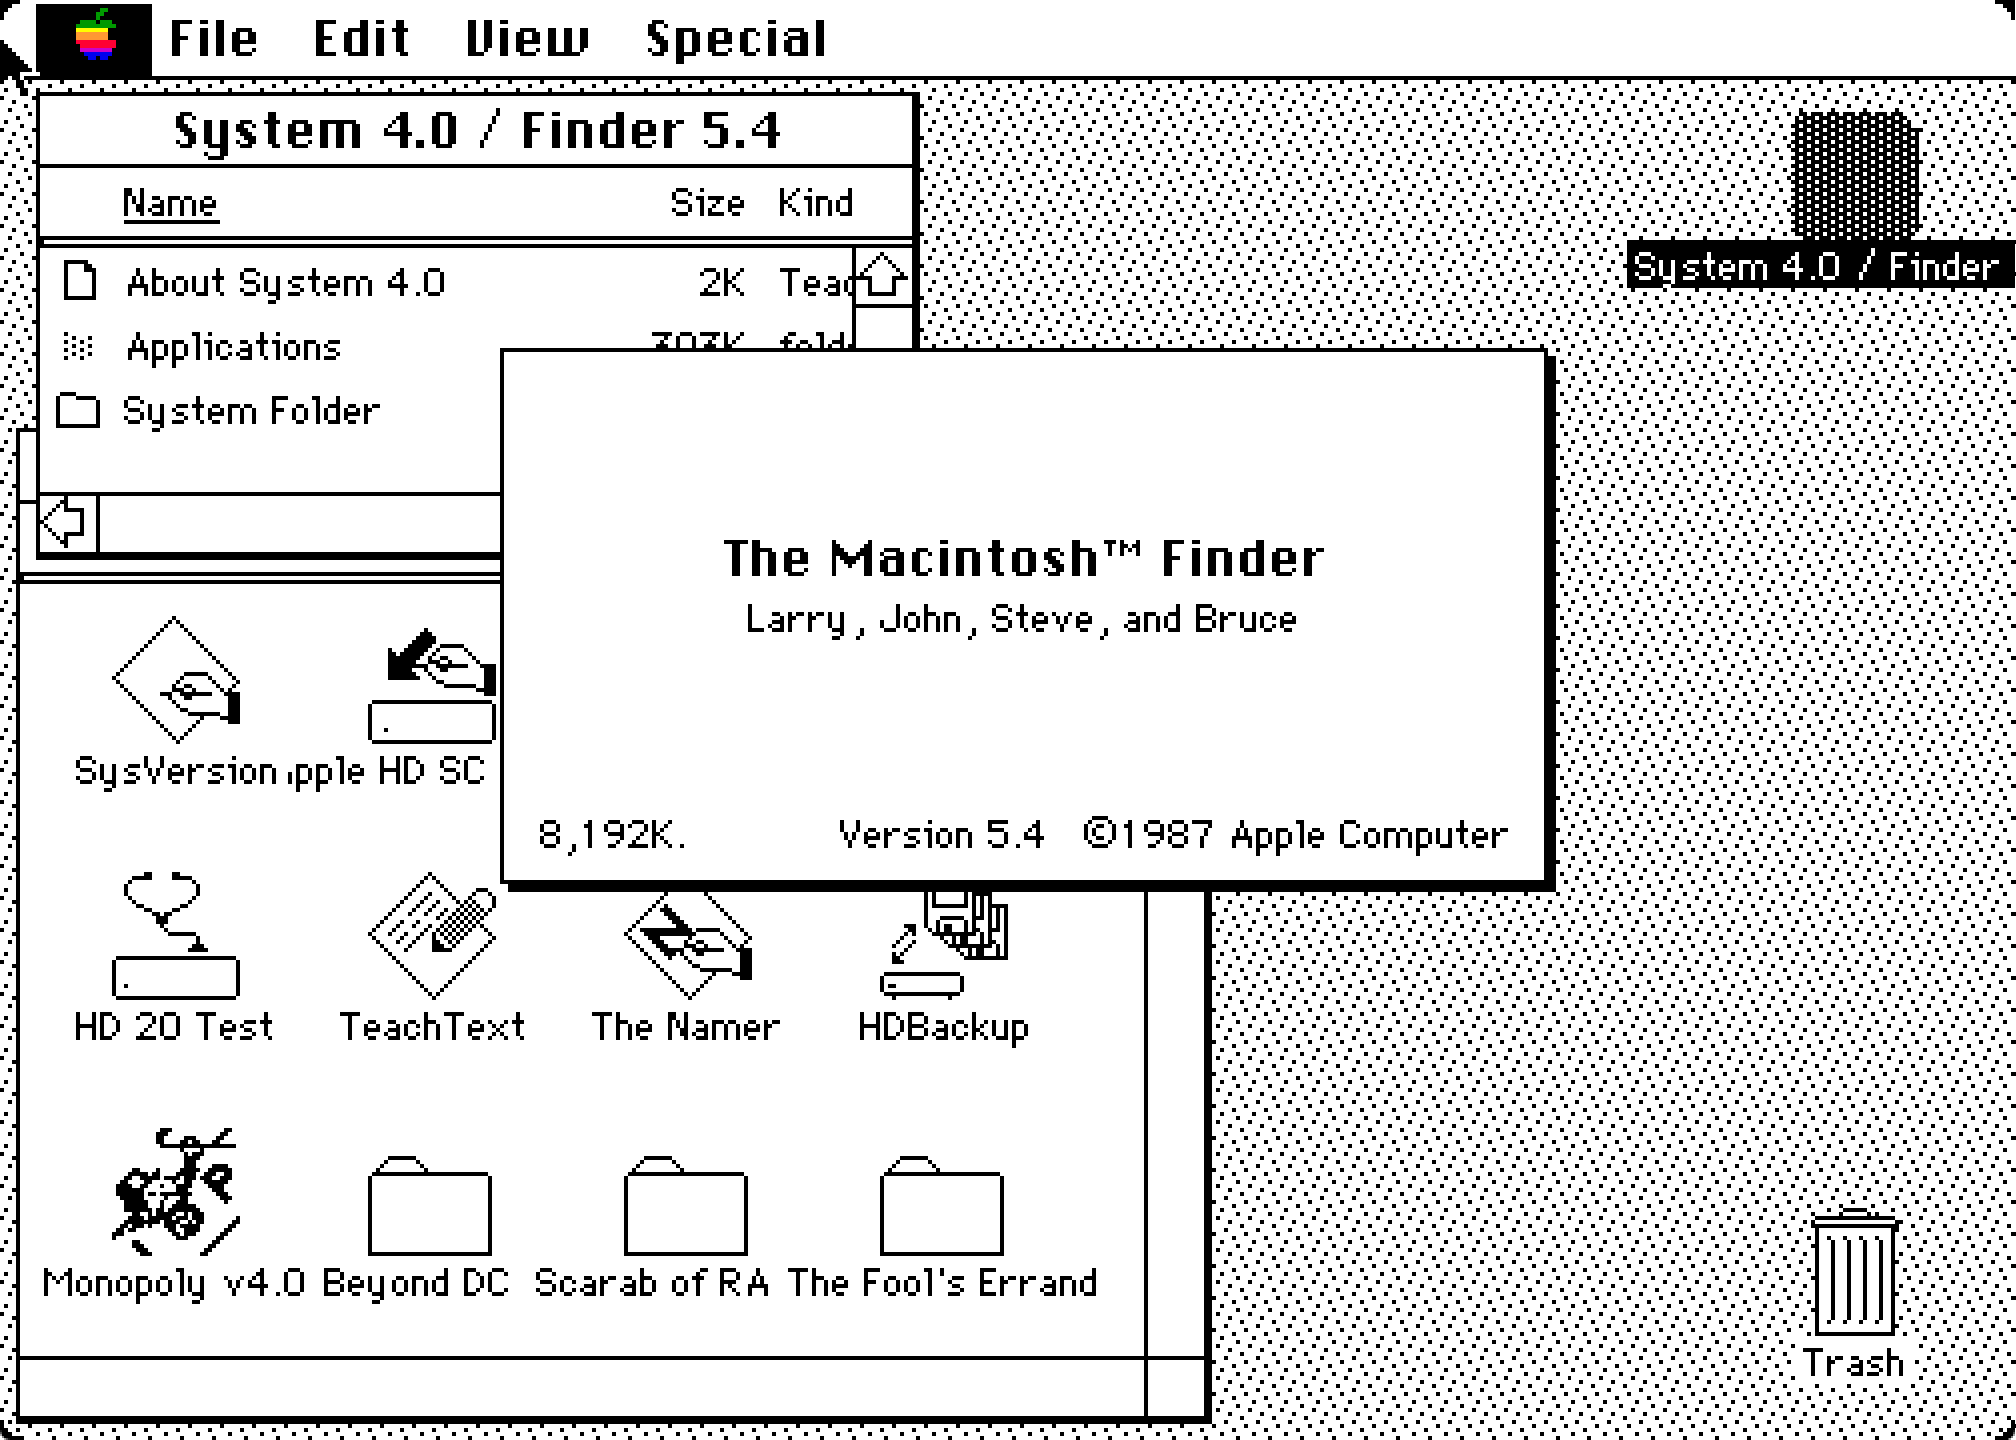 File Edit View Special
System 4.0 / Finder 5.4
Name Size Kind
About System 4.0 2K Teac
Applications 303K fold
System Folder
System 4.0 / Finder
The Macintosh™ Finder
Larry, John, Steve, and Bruce
8,192K. Version 5.4 ©1987 Apple Computer
SysVersion pple HD SC
HD 20 Test TeachText The Namer HDBackup
Monopoly v4.0 Beyond DC Scarab of RA The Fool's Errand
Trash